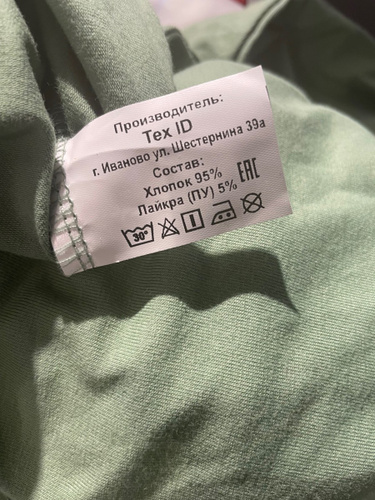 Производитель:
Tex ID
г. Иваново ул. Шестернина 39а
Состав:
Хлопок 95%
Лайкра (ПУ) 5%
EAC
30°